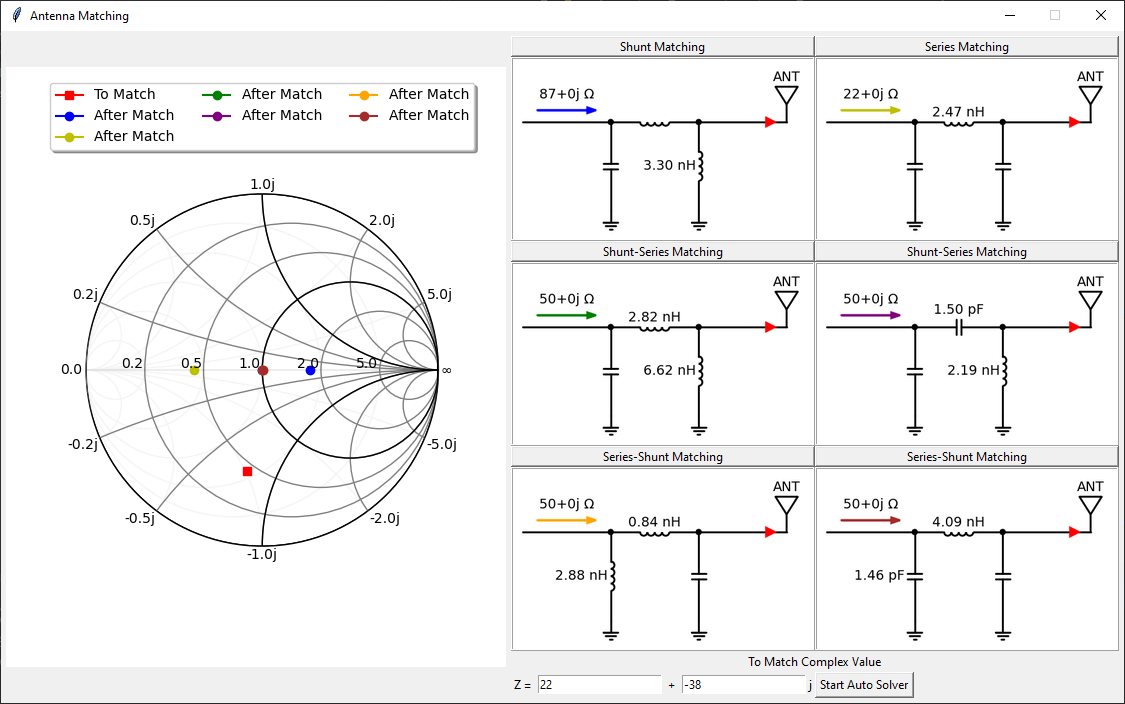 Antenna Matching
To Match
After Match
After Match
After Match
After Match
After Match
After Match
1.0j
0.5j
2.0j
0.2j
5.0j
0.0
0.2
0.5
1.0
2.0
5.0
∞
-0.2j
-5.0j
-0.5j
-2.0j
-1.0j
Shunt Matching
ANT
87+0j Ω
3.30 nH
Series Matching
ANT
22+0j Ω
2.47 nH
Shunt-Series Matching
ANT
50+0j Ω
2.82 nH
6.62 nH
Shunt-Series Matching
ANT
50+0j Ω
1.50 pF
2.19 nH
Series-Shunt Matching
ANT
50+0j Ω
0.84 nH
2.88 nH
Series-Shunt Matching
ANT
50+0j Ω
4.09 nH
1.46 pF
To Match Complex Value
Z = 22 + -38 j Start Auto Solver